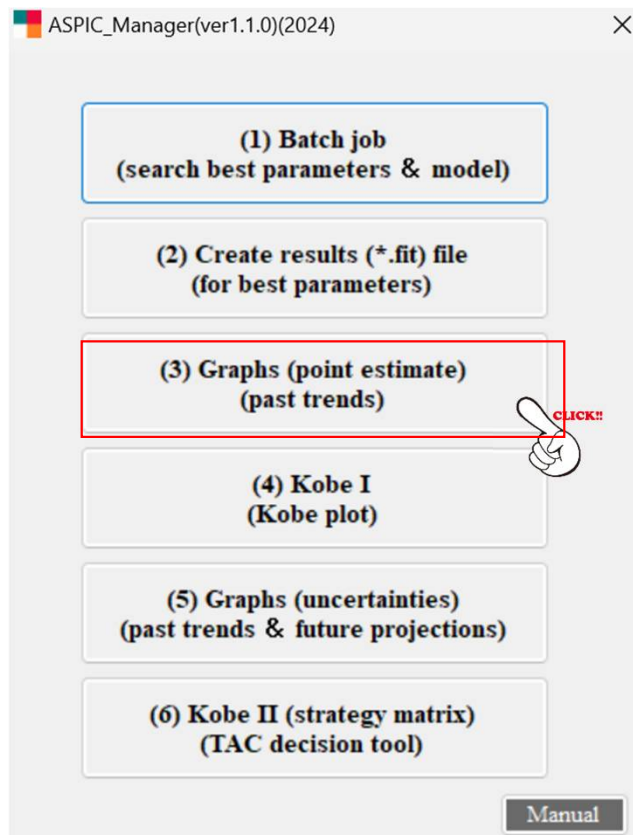 ASPIC_Manager(ver1.1.0)(2024)
(1) Batch job
(search best parameters & model)
(2) Create results (*.fit) file
(for best parameters)
(3) Graphs (point estimate)
(past trends)
CLICK!!
(4) Kobe I
(Kobe plot)
(5) Graphs (uncertainties)
(past trends & future projections)
(6) Kobe II (strategy matrix)
(TAC decision tool)
Manual